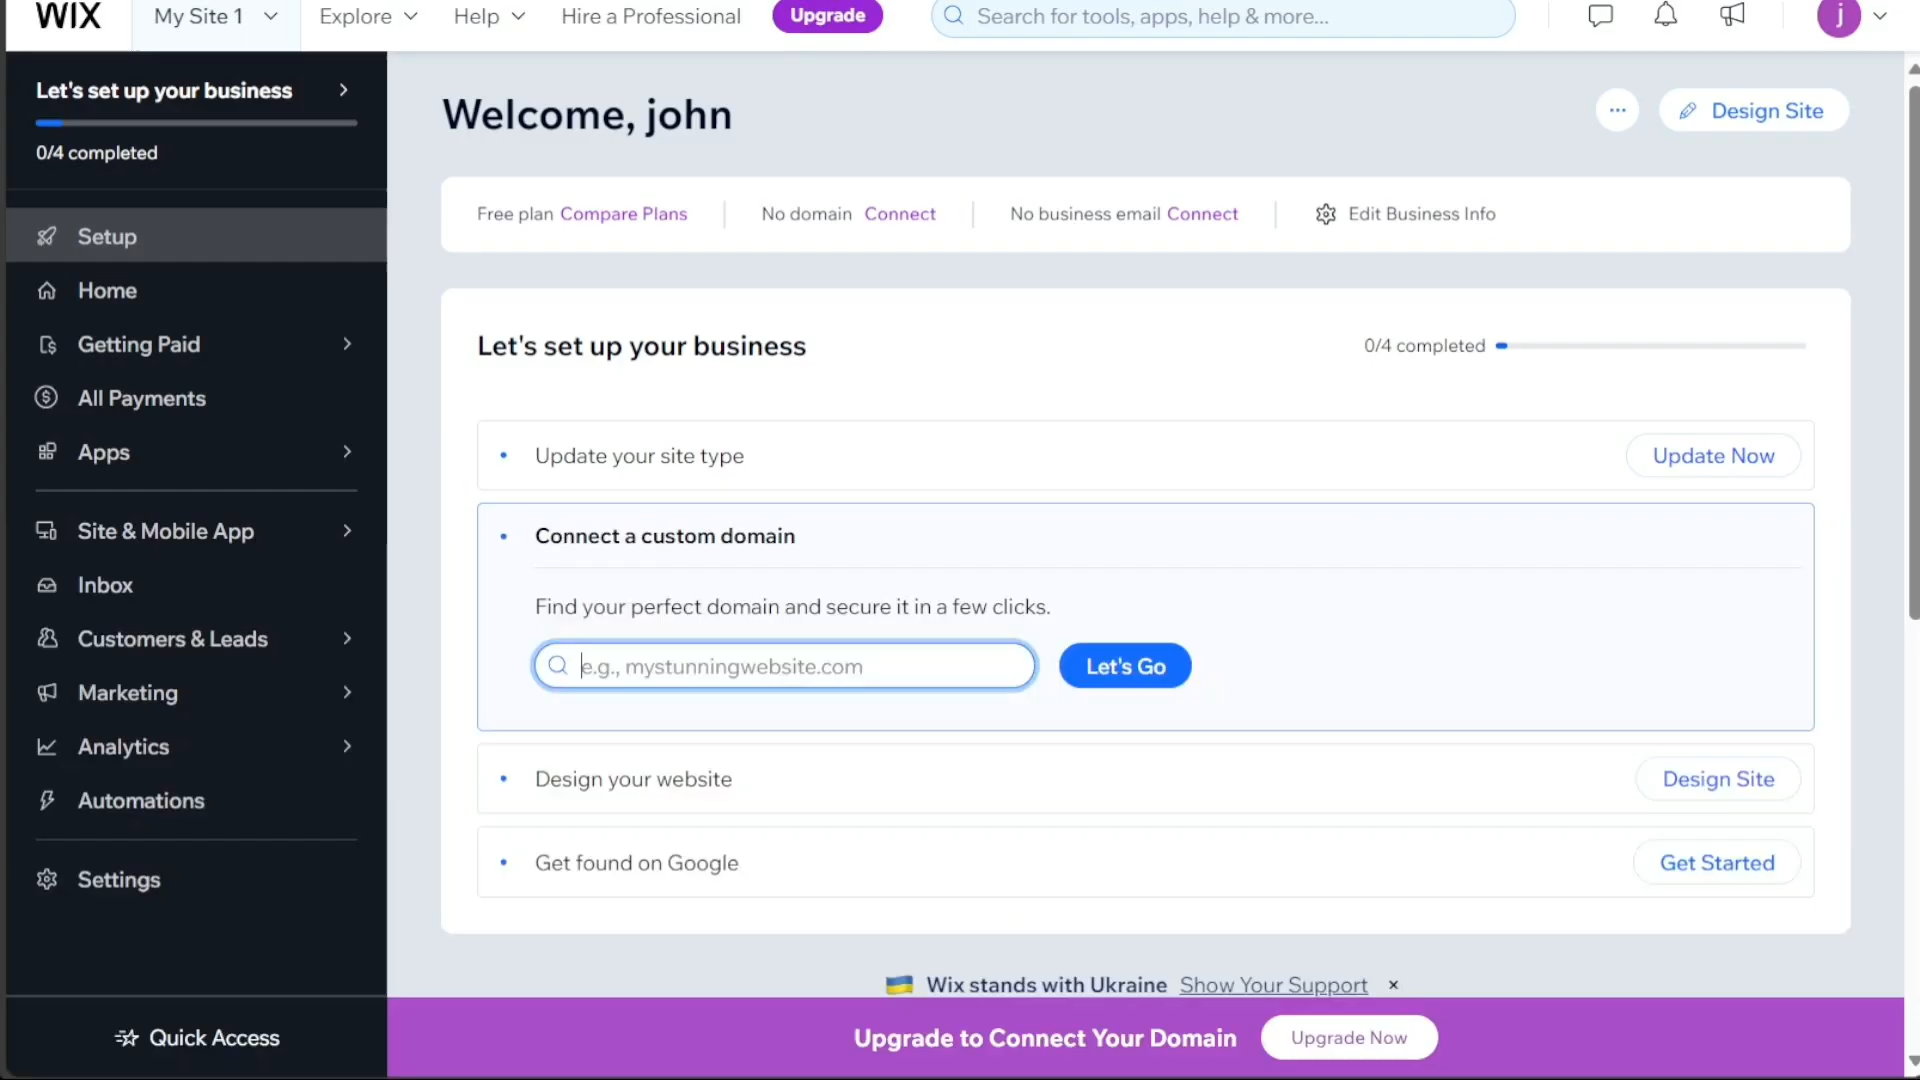 WIX
My Site 1
Explore
Help
Hire a Professional
Upgrade
Search for tools, apps, help & more...
j
Let's set up your business
0/4 completed
Setup
Home
Getting Paid
All Payments
Apps
Site & Mobile App
Inbox
Customers & Leads
Marketing
Analytics
Automations
Settings
Quick Access
Welcome, john
Design Site
Free plan Compare Plans
No domain Connect
No business email Connect
Edit Business Info
Let's set up your business
0/4 completed
Update your site type
Update Now
Connect a custom domain
Find your perfect domain and secure it in a few clicks.
e.g., mystunningwebsite.com
Let's Go
Design your website
Design Site
Get found on Google
Get Started
Wix stands with Ukraine Show Your Support
Upgrade to Connect Your Domain
Upgrade Now